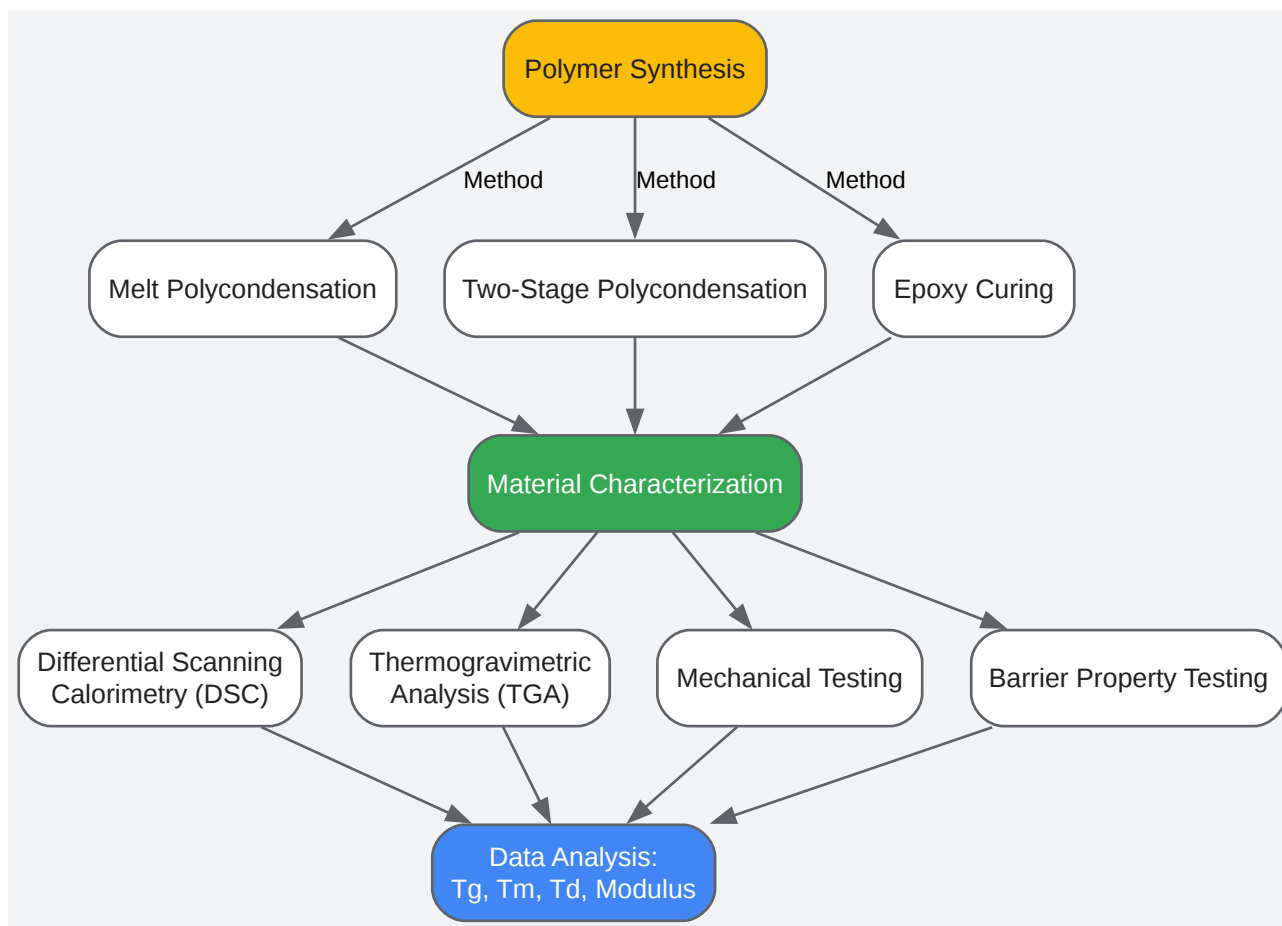 Polymer Synthesis
Method
Method
Method
Melt Polycondensation
Two-Stage Polycondensation
Epoxy Curing
Material Characterization
Differential Scanning
Calorimetry (DSC)
Thermogravimetric
Analysis (TGA)
Mechanical Testing
Barrier Property Testing
Data Analysis:
Tg, Tm, Td, Modulus